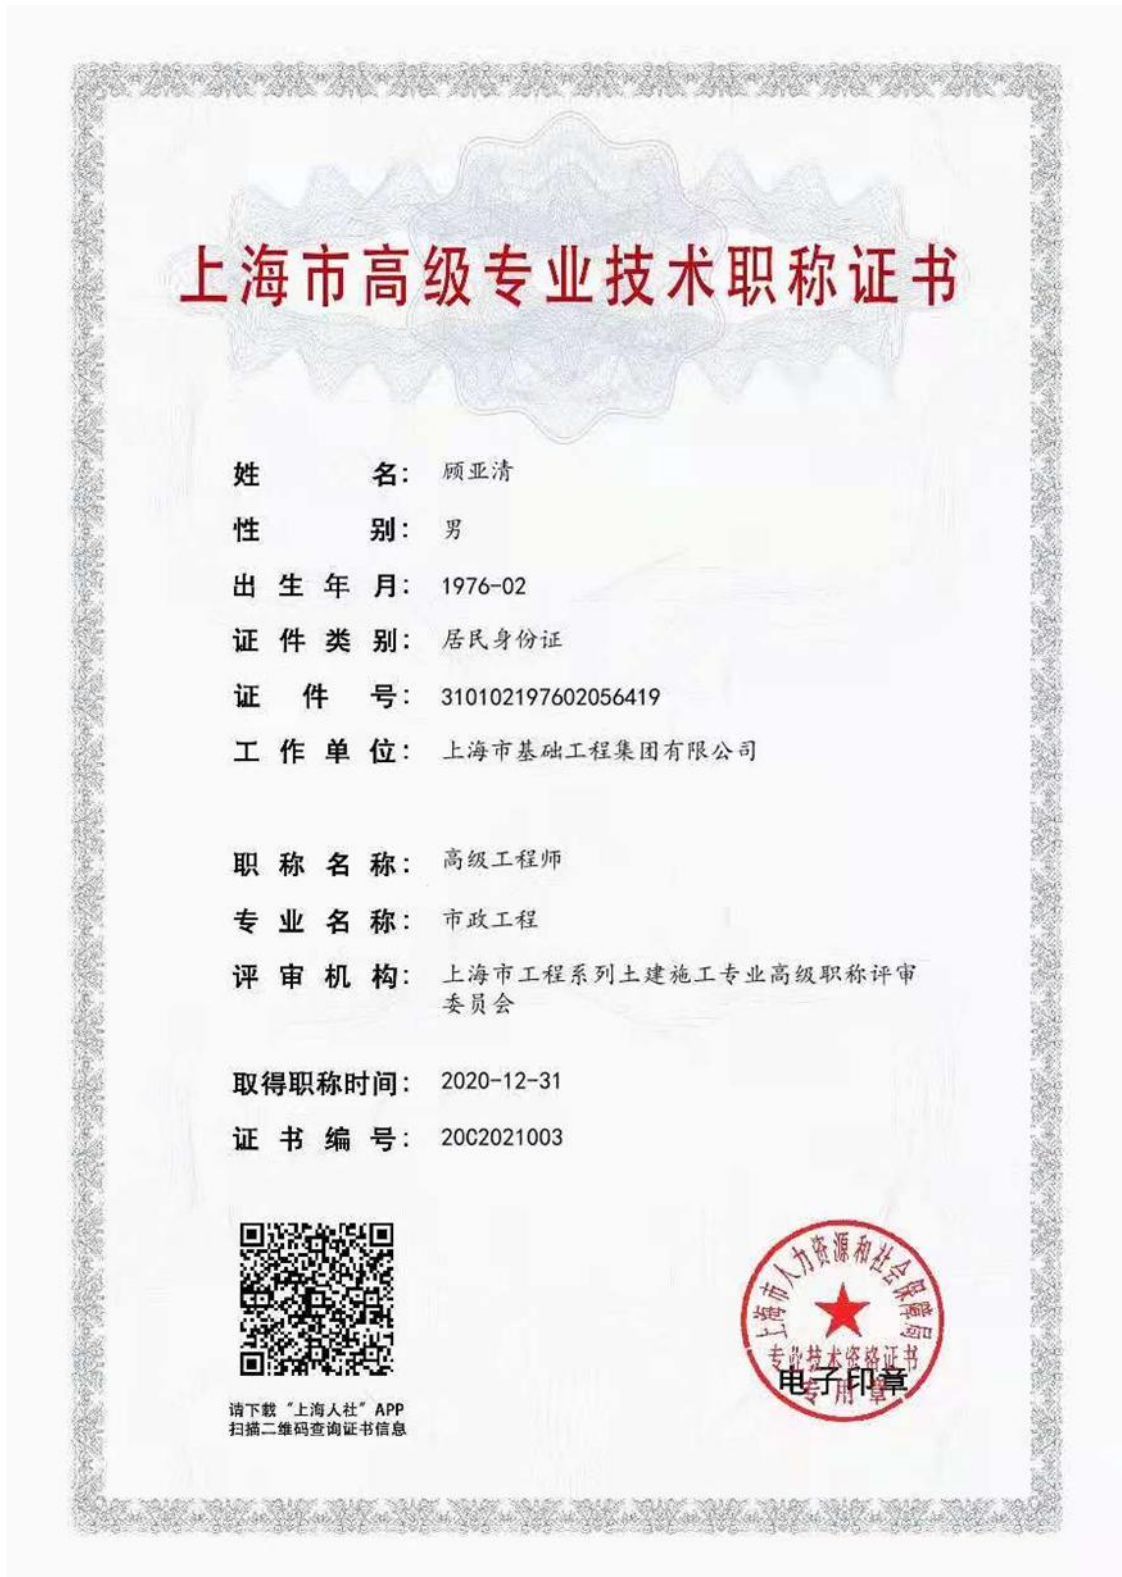 上海市高级专业技术职称证书
姓名：顾亚清
性别：男
出生年月：1976-02
证件类别：居民身份证
证件号：310102197602056419
工作单位：上海市基础工程集团有限公司
职称名称：高级工程师
专业名称：市政工程
评审机构：上海市工程系列土建施工专业高级职称评审
委员会
取得职称时间：2020-12-31
证书编号：20C2021003
请下载“上海人社”APP
扫描二维码查询证书信息
上海市人力资源和社会保障局
专业技术资格证书
专用章
电子印章